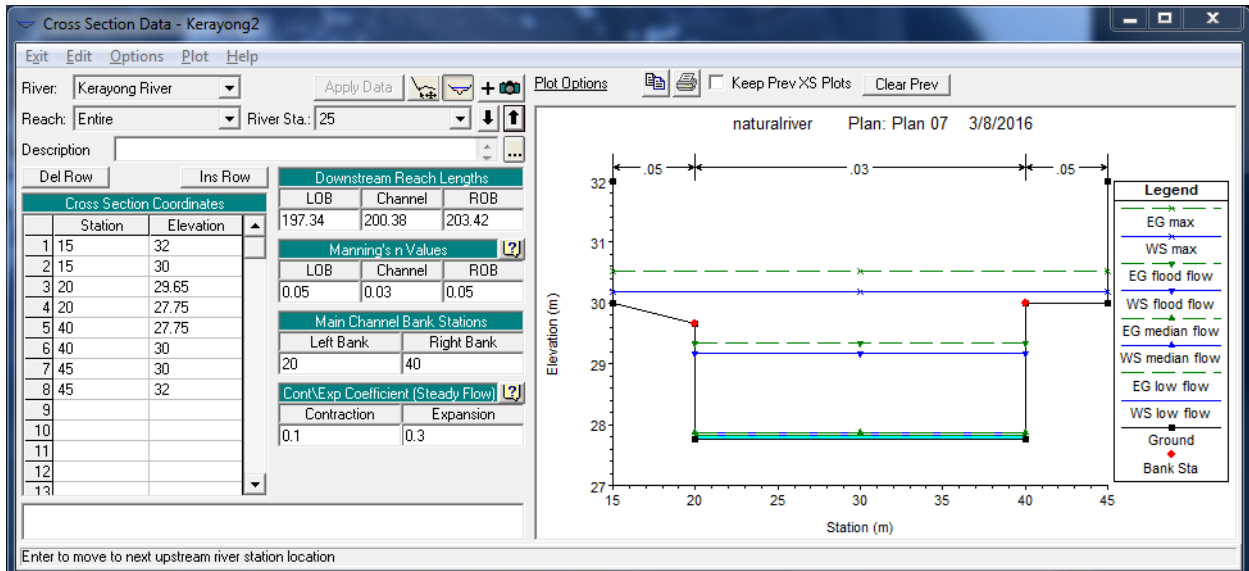 Cross Section Data - Kerayong2
Exit Edit Options Plot Help
River: Kerayong River Apply Data + Plot Options Keep Prev XS Plots Clear Prev
Reach: Entire River Sta.: 25
Description ...
Del Row Ins Row
Cross Section Coordinates
Station Elevation
1 15 32
2 15 30
3 20 29.65
4 20 27.75
5 40 27.75
6 40 30
7 45 30
8 45 32
9
10
11
12
13
Downstream Reach Lengths
LOB Channel ROB
197.34 200.38 203.42
Manning's n Values
LOB Channel ROB
0.05 0.03 0.05
Main Channel Bank Stations
Left Bank Right Bank
20 40
Cont\Exp Coefficient (Steady Flow)
Contraction Expansion
0.1 0.3
naturalriver Plan: Plan 07 3/8/2016
.05 .03 .05
32
31
30
29
28
27
Elevation (m)
15 20 25 30 35 40 45
Station (m)
Legend
EG max
WS max
EG flood flow
WS flood flow
EG median flow
WS median flow
EG low flow
WS low flow
Ground
Bank Sta
Enter to move to next upstream river station location